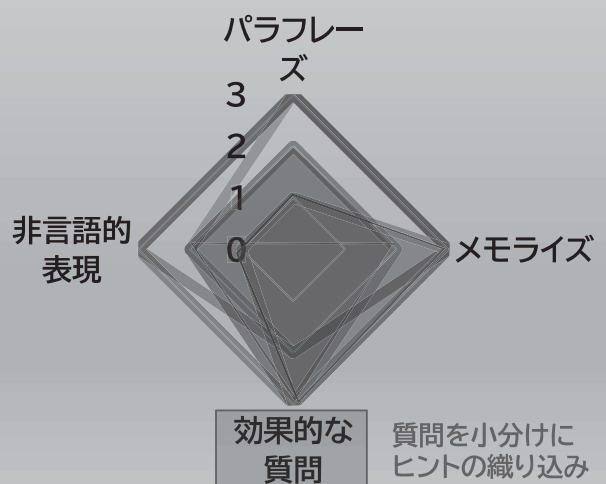 パラフレー
ズ
3
2
1
0
非言語的
表現
メモライズ
効果的な
質問
質問を小分けに
ヒントの織り込み